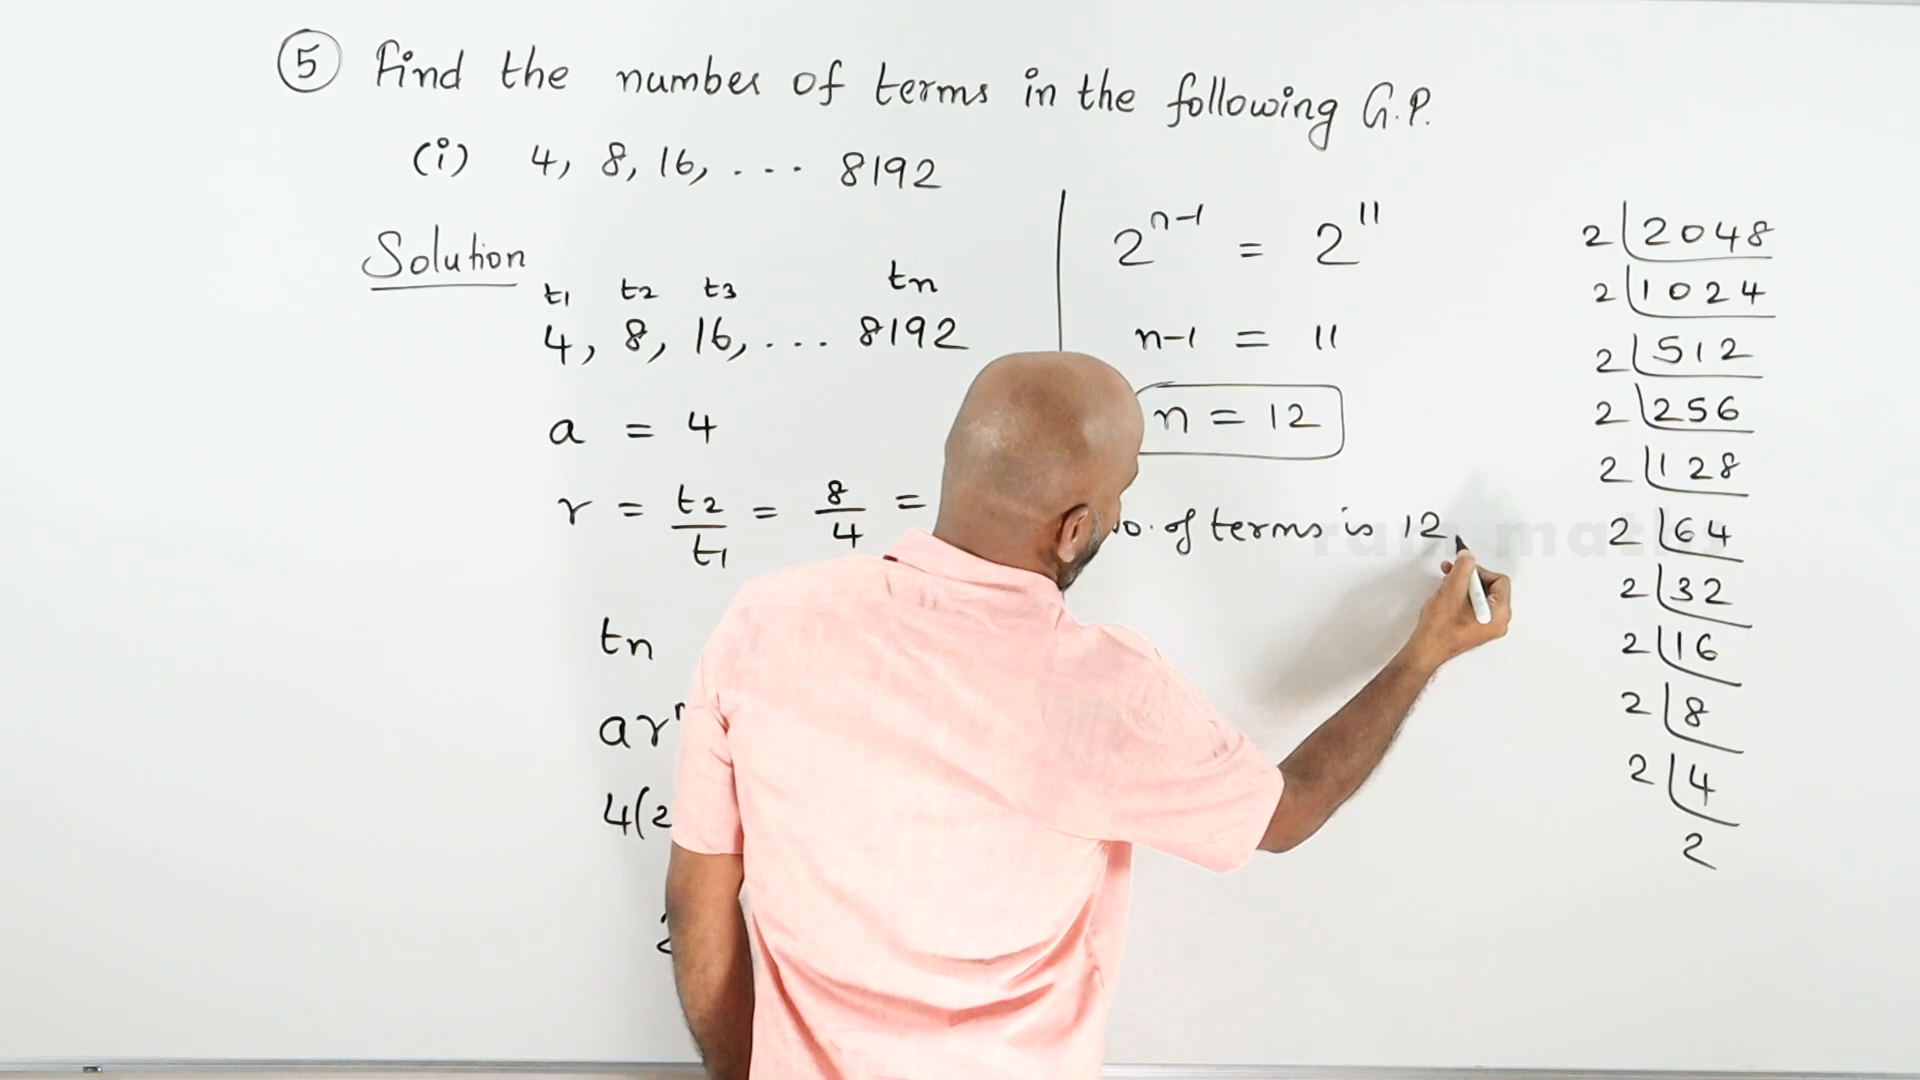 5 Find the number of terms in the following G.P.
(i) 4, 8, 16, ... 8192
Solution
t1 t2 t3 tn
4, 8, 16, ... 8192
a = 4
r = t2/t1 = 8/4 =
tn
ar
4(2
2^n-1 = 2^11
n-1 = 11
n = 12
of terms is 12
2 2048
2 1024
2 512
2 256
2 128
2 64
2 32
2 16
2 8
2 4
2